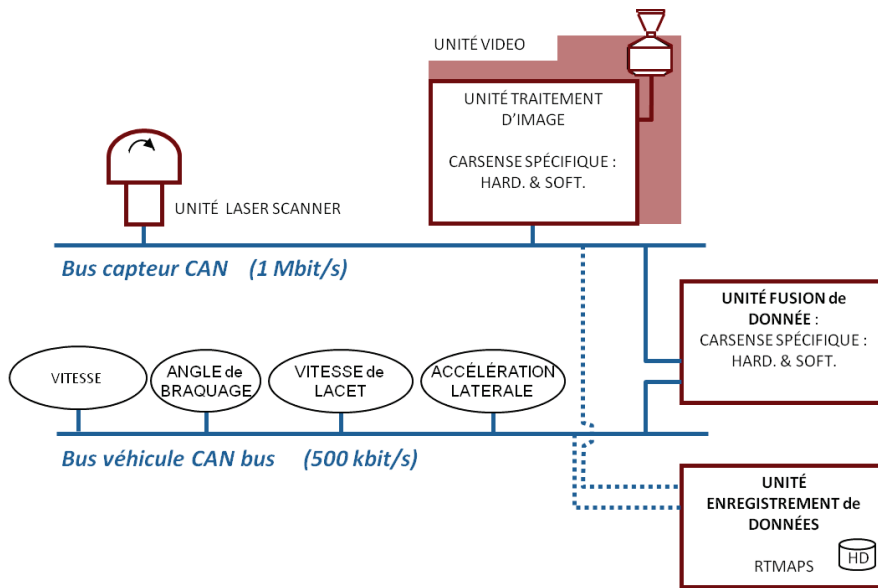 UNITÉ VIDEO
UNITÉ TRAITEMENT
D'IMAGE
CARSENSE SPÉCIFIQUE :
HARD. & SOFT.
UNITÉ LASER SCANNER
Bus capteur CAN (1 Mbit/s)
UNITÉ FUSION de
DONNÉE :
CARSENSE SPÉCIFIQUE :
HARD. & SOFT.
VITESSE
ANGLE de
BRAQUAGE
VITESSE de
LACET
ACCÉLÉRATION
LATERALE
Bus véhicule CAN bus (500 kbit/s)
UNITÉ
ENREGISTREMENT de
DONNÉES
RTMAPS
HD